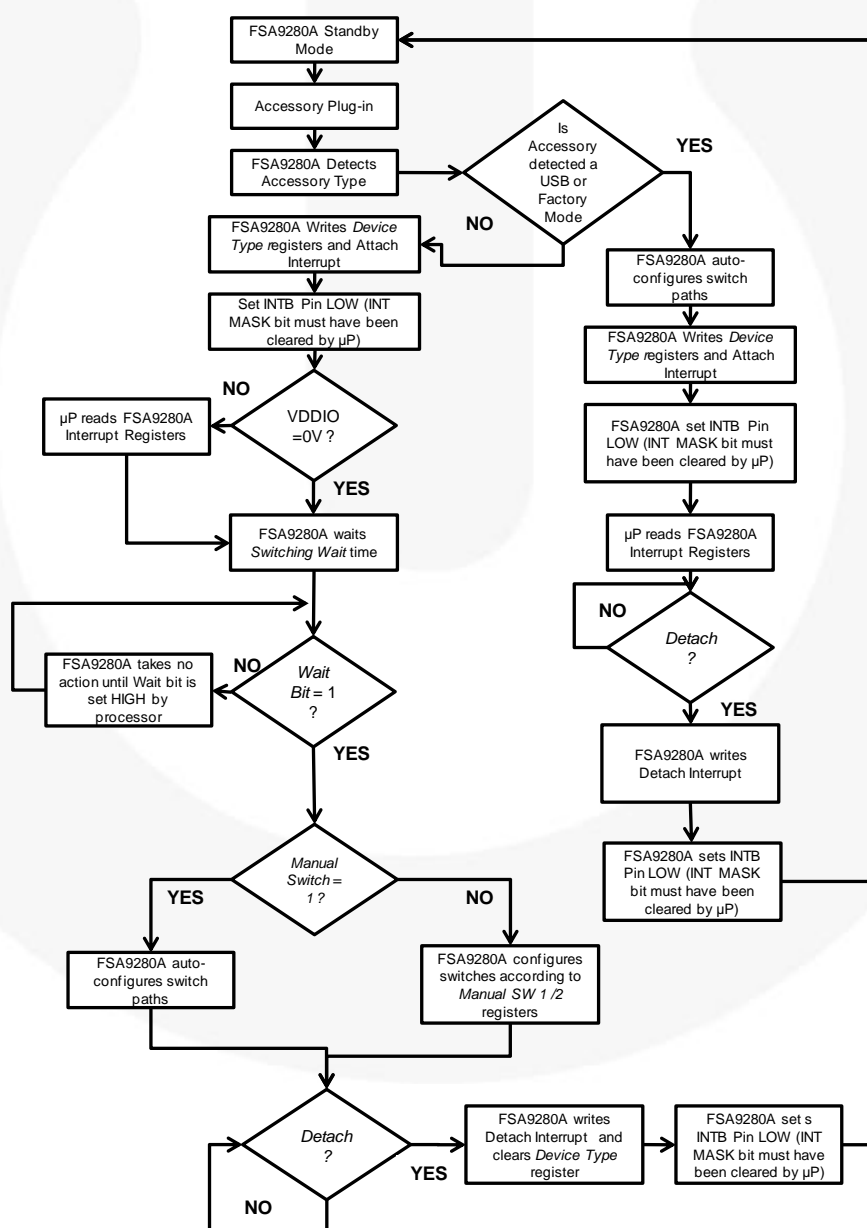 FSA9280A Standby
Mode
Accessory Plug-in
FSA9280A Detects
Accessory Type
Is
Accessory
detected a
USB or
Factory
Mode
YES
NO
FSA9280A Writes Device
Type registers and Attach
Interrupt
Set INTB Pin LOW (INT
MASK bit must have been
cleared by µP)
NO
VDDIO
=0V ?
µP reads FSA9280A
Interrupt Registers
YES
FSA9280A waits
Switching Wait time
FSA9280A takes no
action until Wait bit is
set HIGH by
processor
NO
Wait
Bit = 1
?
YES
Manual
Switch =
1 ?
YES
NO
FSA9280A auto-
configures switch
paths
FSA9280A configures
switches according to
Manual SW 1 /2
registers
FSA9280A auto-
configures switch
paths
FSA9280A Writes Device
Type registers and Attach
Interrupt
FSA9280A set INTB Pin
LOW (INT MASK bit must
have been cleared by µP)
µP reads FSA9280A
Interrupt Registers
NO
Detach
?
YES
FSA9280A writes
Detach Interrupt
FSA9280A sets INTB
Pin LOW (INT MASK
bit must have been
cleared by µP)
Detach
?
YES
NO
FSA9280A writes
Detach Interrupt and
clears Device Type
register
FSA9280A set s
INTB Pin LOW (INT
MASK bit must have
been cleared by µP)